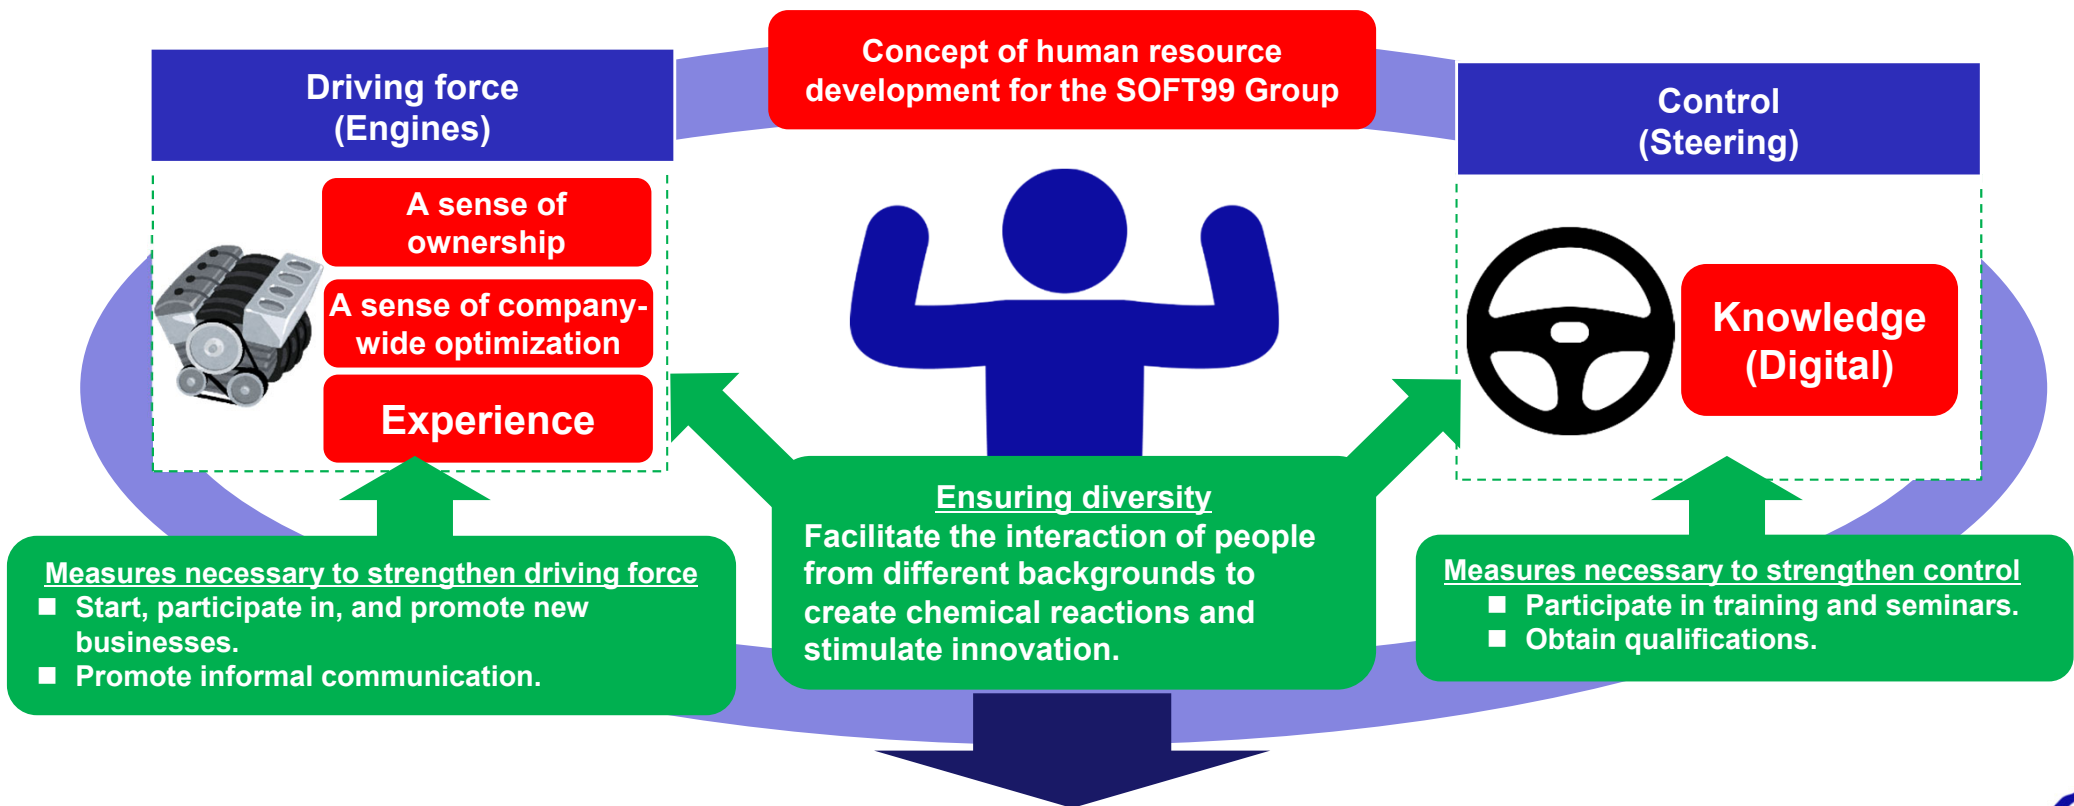 Concept of human resource
development for the SOFT99 Group
Driving force
(Engines)
A sense of
ownership
A sense of company-
wide optimization
Experience
Control
(Steering)
Knowledge
(Digital)
Measures necessary to strengthen driving force
■ Start, participate in, and promote new
businesses.
■ Promote informal communication.
Ensuring diversity
Facilitate the interaction of people
from different backgrounds to
create chemical reactions and
stimulate innovation.
Measures necessary to strengthen control
■ Participate in training and seminars.
■ Obtain qualifications.